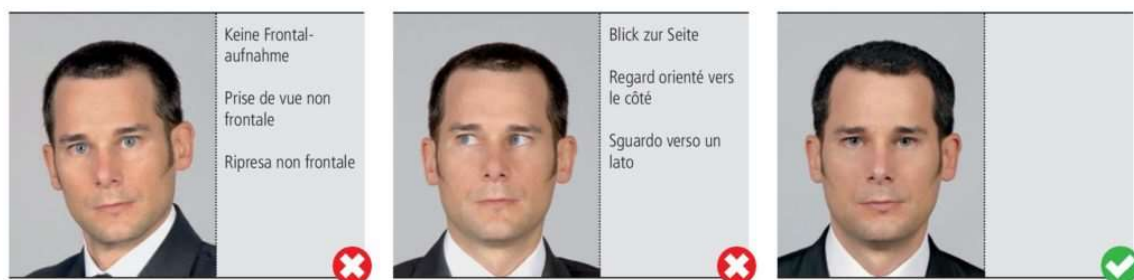 Keine Frontal-
aufnahme
Prise de vue non
frontale
Ripresa non frontale
Blick zur Seite
Regard orienté vers
le côté
Sguardo verso un
lato